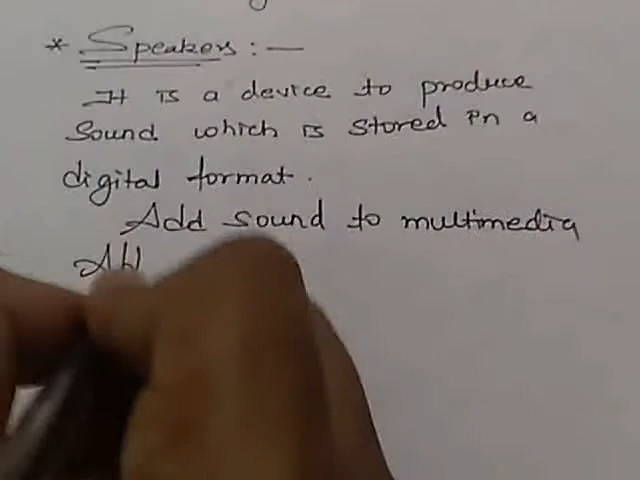 * Speakers : —
It is a device to produce
Sound which is stored in a
digital format.
Add sound to multimedia